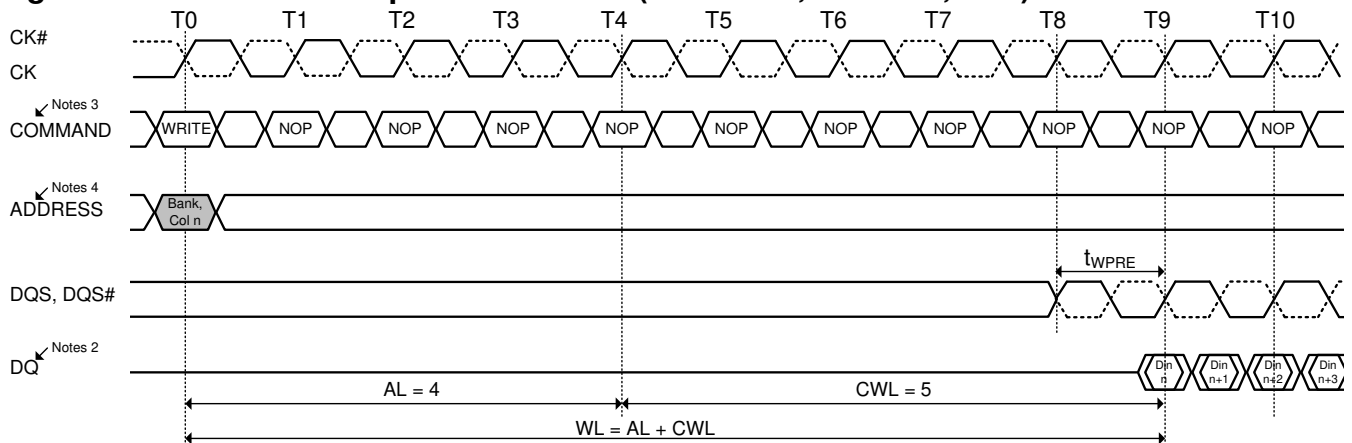 T0 T1 T2 T3 T4 T5 T6 T7 T8 T9 T10
CK#
CK
Notes 3
COMMAND WRITE NOP NOP NOP NOP NOP NOP NOP NOP NOP NOP
Notes 4
ADDRESS
Bank,
Col n
tWPRE
DQS, DQS#
Notes 2
DQ
Din Din Din Din
n n+1 n+2 n+3
AL = 4 CWL = 5
WL = AL + CWL